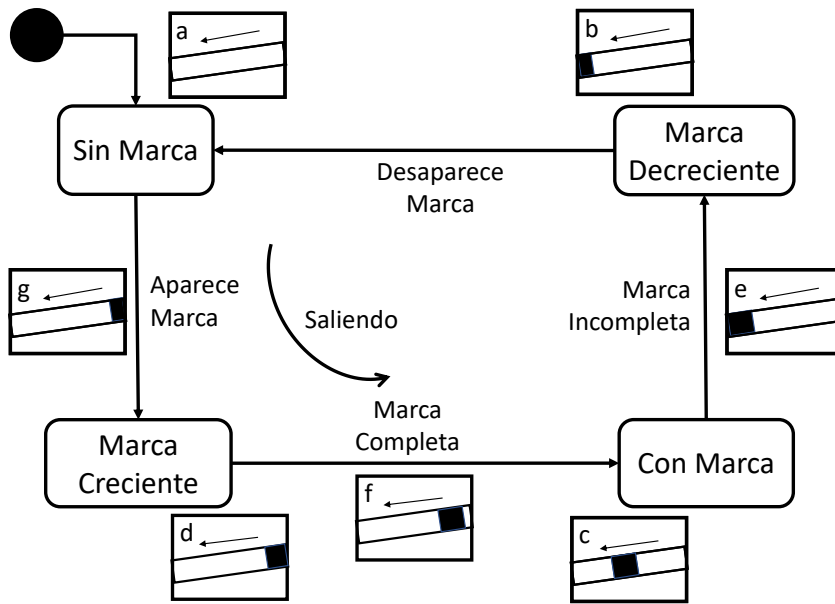 a
b
Sin Marca
Marca
Decreciente
Desaparece
Marca
g
Aparece
Marca
Saliendo
Marca
Incompleta
e
Marca
Creciente
Marca
Completa
Con Marca
d
f
c